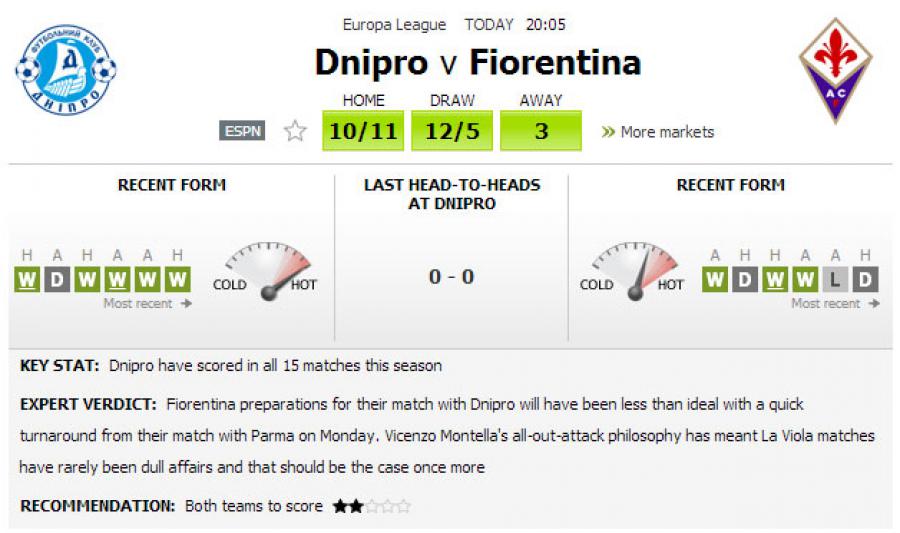 Europa League TODAY 20:05
Dnipro v Fiorentina
HOME DRAW AWAY
ESPN 10/11 12/5 3 » More markets
ФУТБОЛЬНИЙ КЛУБ
ДНІПРО
AC
F
RECENT FORM
H A H A A H
W D W W W W
Most recent →
COLD HOT
LAST HEAD-TO-HEADS
AT DNIPRO
0 - 0
RECENT FORM
COLD HOT
A H H A A H
W D W W L D
Most recent →
KEY STAT: Dnipro have scored in all 15 matches this season
EXPERT VERDICT: Fiorentina preparations for their match with Dnipro will have been less than ideal with a quick
turnaround from their match with Parma on Monday. Vicenzo Montella's all-out-attack philosophy has meant La Viola matches
have rarely been dull affairs and that should be the case once more
RECOMMENDATION: Both teams to score ★★☆☆☆